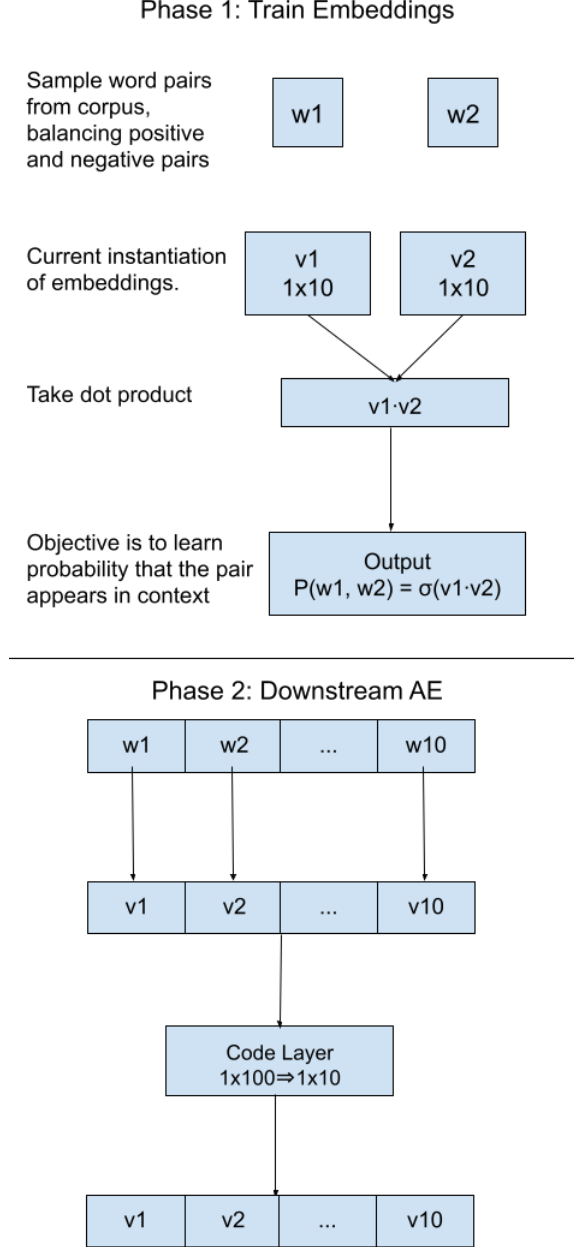 Phase 1: Train Embeddings
Sample word pairs
from corpus,
balancing positive
and negative pairs
w1
w2
Current instantiation
of embeddings.
v1
1x10
v2
1x10
Take dot product
v1·v2
Objective is to learn
probability that the pair
appears in context
Output
P(w1, w2) = σ(v1·v2)
Phase 2: Downstream AE
w1 w2 ... w10
v1 v2 ... v10
Code Layer
1x100⇒1x10
v1 v2 ... v10